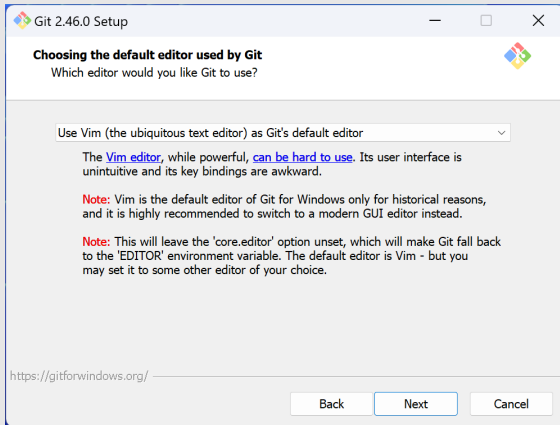 Git 2.46.0 Setup
Choosing the default editor used by Git
Which editor would you like Git to use?
Use Vim (the ubiquitous text editor) as Git's default editor
The Vim editor, while powerful, can be hard to use. Its user interface is
unintuitive and its key bindings are awkward.
Note: Vim is the default editor of Git for Windows only for historical reasons,
and it is highly recommended to switch to a modern GUI editor instead.
Note: This will leave the 'core.editor' option unset, which will make Git fall back
to the 'EDITOR' environment variable. The default editor is Vim - but you
may set it to some other editor of your choice.
https://gitforwindows.org/
Back Next Cancel